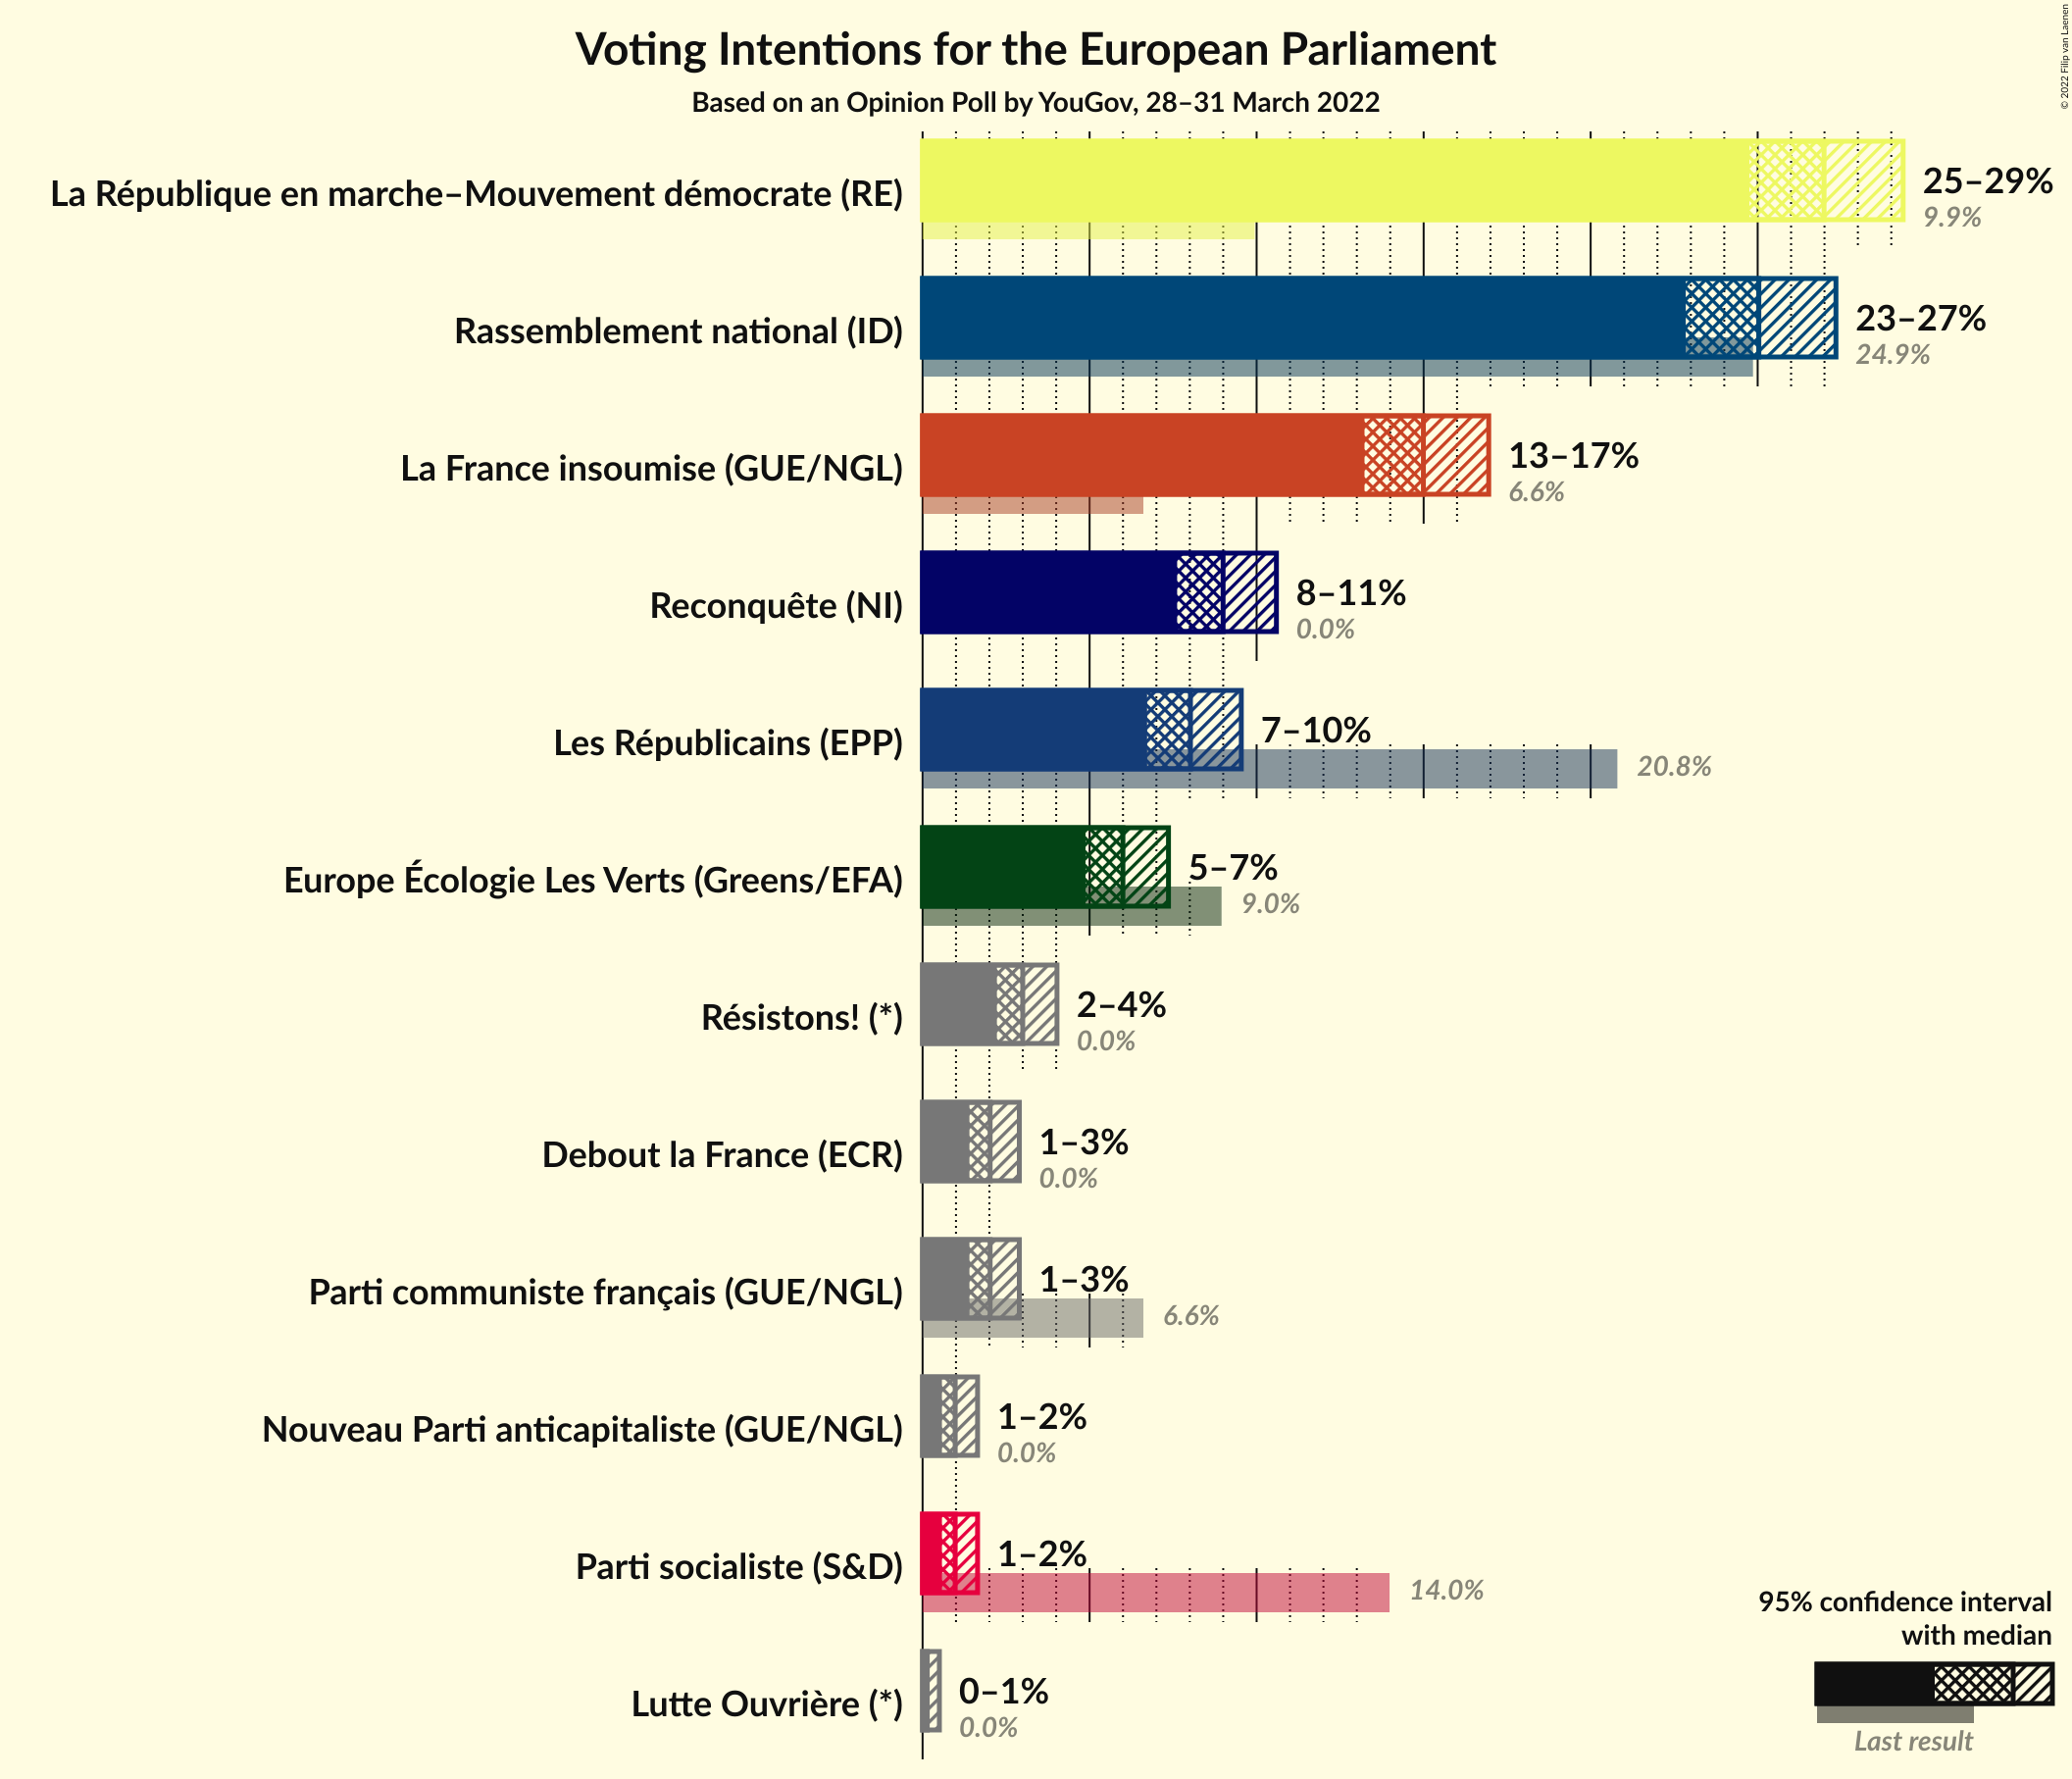 Voting Intentions for the European Parliament
Based on an Opinion Poll by YouGov, 28–31 March 2022
© 2022 Filip van Laenen
La République en marche–Mouvement démocrate (RE)
25–29%
9.9%
Rassemblement national (ID)
23–27%
24.9%
La France insoumise (GUE/NGL)
13–17%
6.6%
Reconquête (NI)
8–11%
0.0%
Les Républicains (EPP)
7–10%
20.8%
Europe Écologie Les Verts (Greens/EFA)
5–7%
9.0%
Résistons! (*)
2–4%
0.0%
Debout la France (ECR)
1–3%
0.0%
Parti communiste français (GUE/NGL)
1–3%
6.6%
Nouveau Parti anticapitaliste (GUE/NGL)
1–2%
0.0%
Parti socialiste (S&D)
1–2%
14.0%
Lutte Ouvrière (*)
0–1%
0.0%
95% confidence interval
with median
Last result